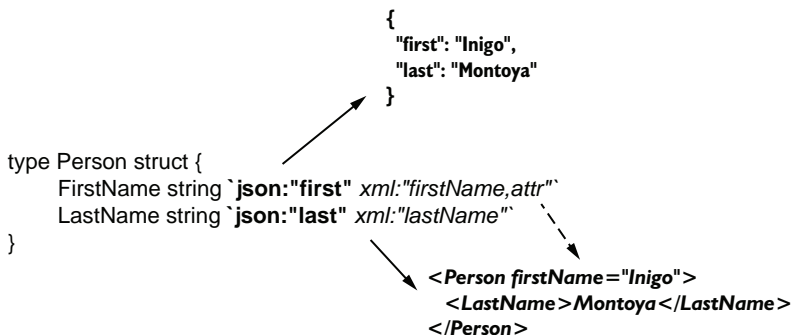 {
"first": "Inigo",
"last": "Montoya"
}
type Person struct {
FirstName string `json:"first" xml:"firstName,attr"`
LastName string `json:"last" xml:"lastName"`
}
<Person firstName="Inigo">
<LastName>Montoya</LastName>
</Person>